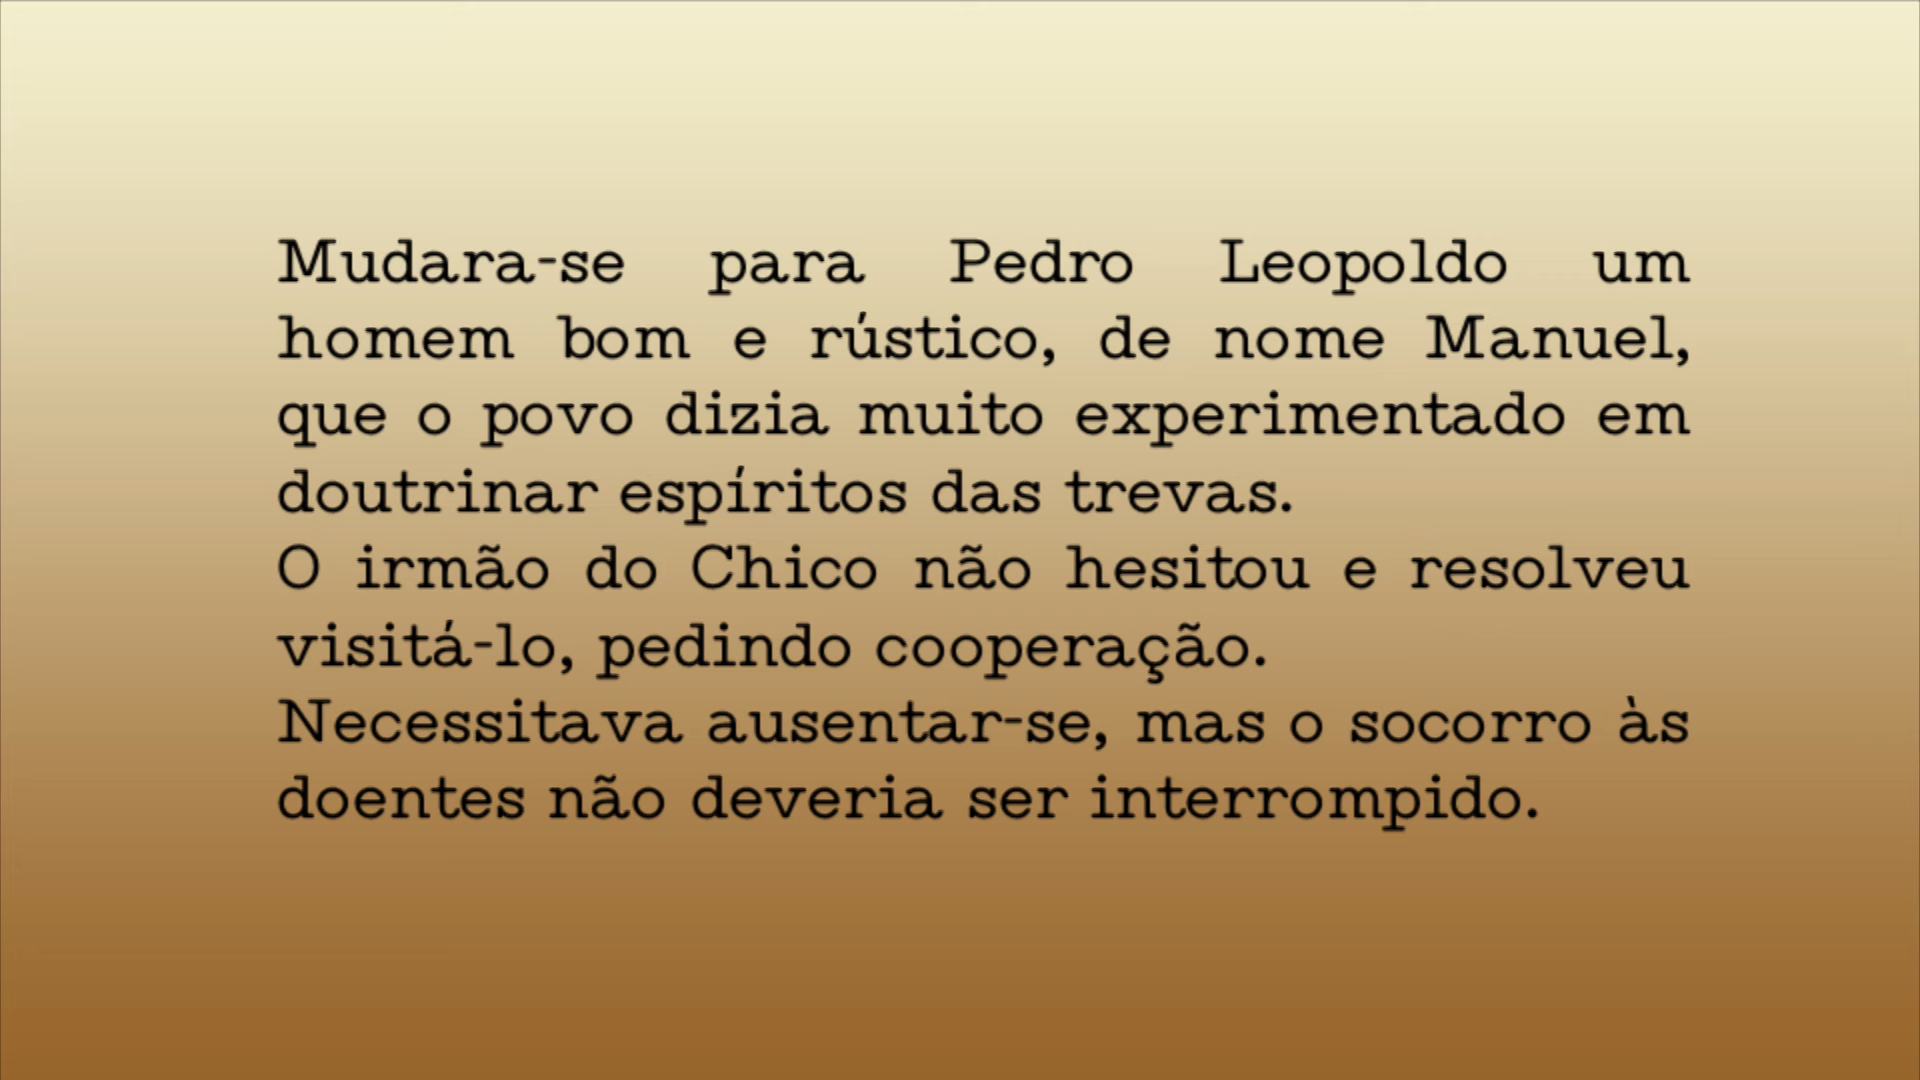 Mudara-se para Pedro Leopoldo um
homem bom e rústico, de nome Manuel,
que o povo dizia muito experimentado em
doutrinar espíritos das trevas.
O irmão do Chico não hesitou e resolveu
visitá-lo, pedindo cooperação.
Necessitava ausentar-se, mas o socorro às
doentes não deveria ser interrompido.